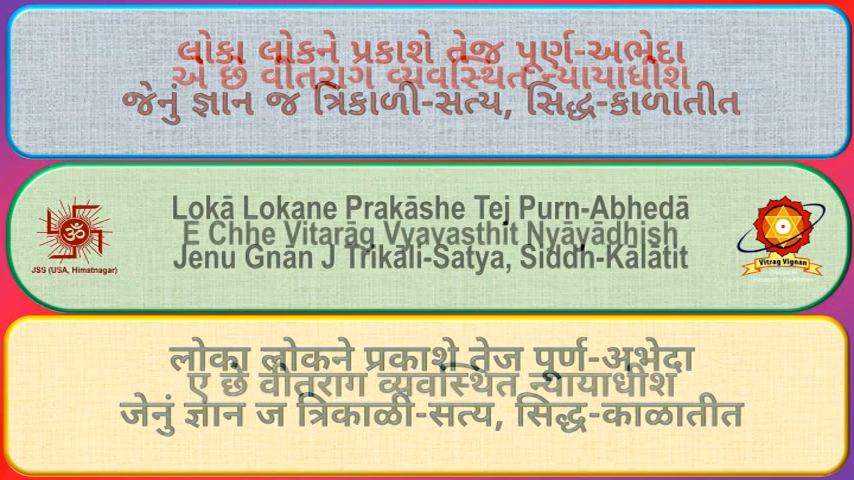 લોકા લોકને પ્રકાશે તેજ પૂર્ણ-અભેદા
એ છે વીતરાગ વ્યવસ્થિત ન્યાયાધીશ
જેનું જ્ઞાન જ ત્રિકાળી-સત્ય, સિદ્ધ-કાળાતીત
Lokā Lokane Prakāshe Tej Purn-Abhedā
E Chhe Vitarāg Vyavasthit Nyāyādhish
Jenu Gnān J Trikāli-Satya, Siddh-Kālātit
JSS (USA, Himatnagar)
Vitrag Vignan
लोका लोकने प्रकाशे तेज पूर्ण-अभेदा
ए छे वीतराग व्यवस्थित न्यायाधीश
जेनुं ज्ञान ज त्रिकाळी-सत्य, सिद्ध-काळातीत